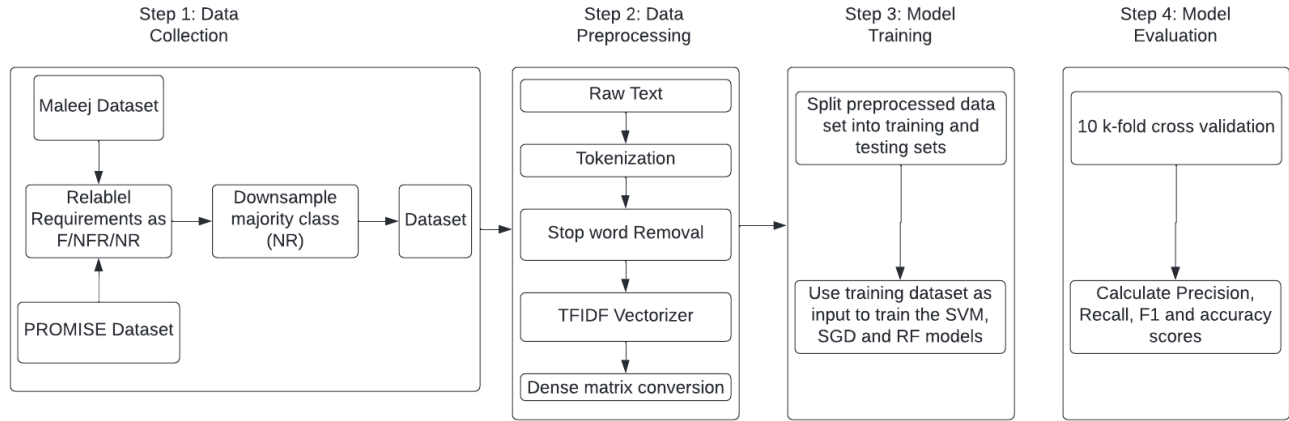 Step 1: Data
Collection
Maleej Dataset
Relablel
Requirements as
F/NFR/NR
PROMISE Dataset
Downsample
majority class
(NR)
Dataset
Step 2: Data
Preprocessing
Raw Text
Tokenization
Stop word Removal
TFIDF Vectorizer
Dense matrix conversion
Step 3: Model
Training
Split preprocessed data
set into training and
testing sets
Use training dataset as
input to train the SVM,
SGD and RF models
Step 4: Model
Evaluation
10 k-fold cross validation
Calculate Precision,
Recall, F1 and accuracy
scores